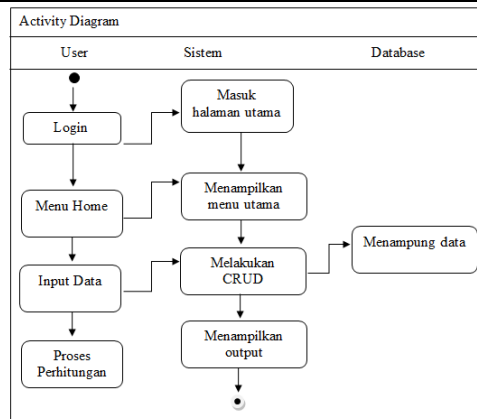 Activity Diagram
User Sistem Database
Login
Masuk
halaman utama
Menu Home
Menampilkan
menu utama
Input Data
Melakukan
CRUD
Menampung data
Proses
Perhitungan
Menampilkan
output